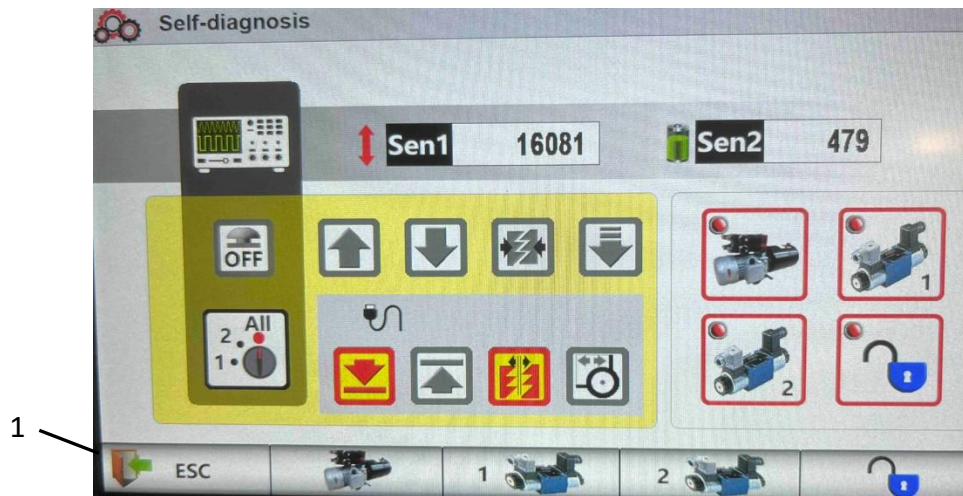 Self-diagnosis
Sen1 16081
Sen2 479
OFF
1
2 All
1
2
1
ESC
1
2